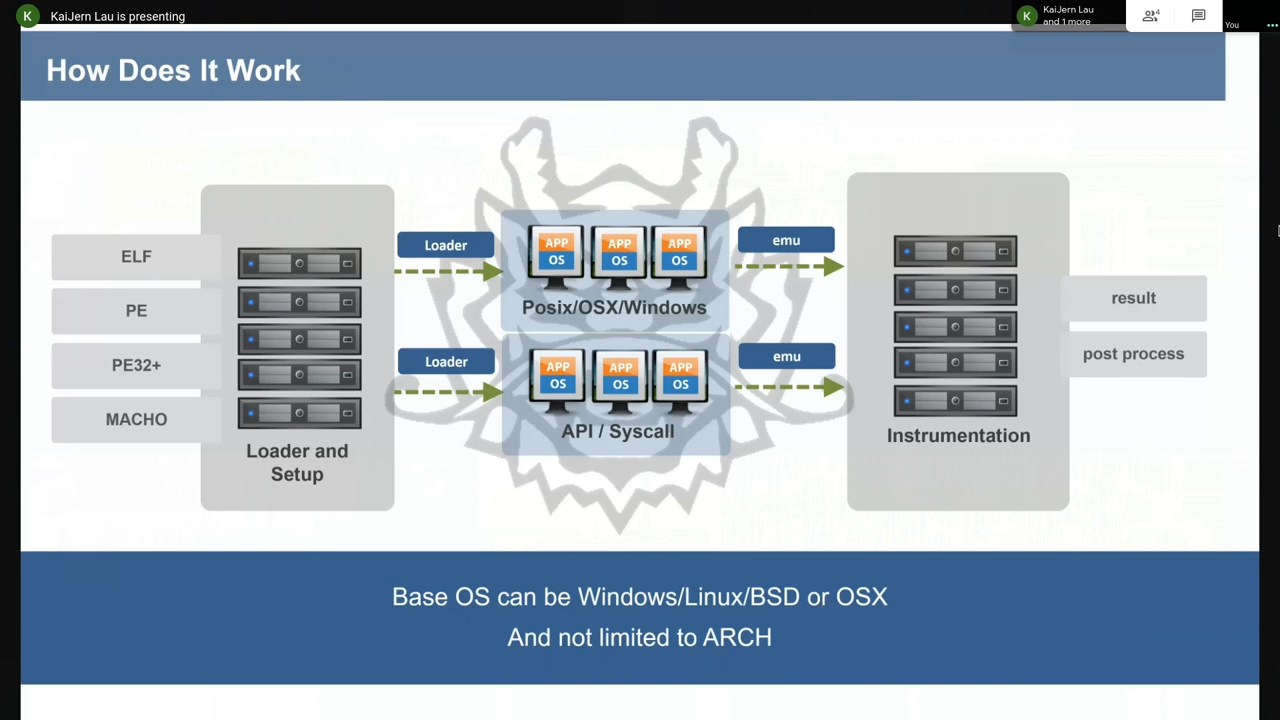 KaiJern Lau is presenting
KaiJern Lau
and 1 more
4
You
How Does It Work
ELF
PE
PE32+
MACHO
Loader and
Setup
Loader
Loader
APP
OS
APP
OS
APP
OS
Posix/OSX/Windows
APP
OS
APP
OS
APP
OS
API / Syscall
emu
emu
Instrumentation
result
post process
Base OS can be Windows/Linux/BSD or OSX
And not limited to ARCH